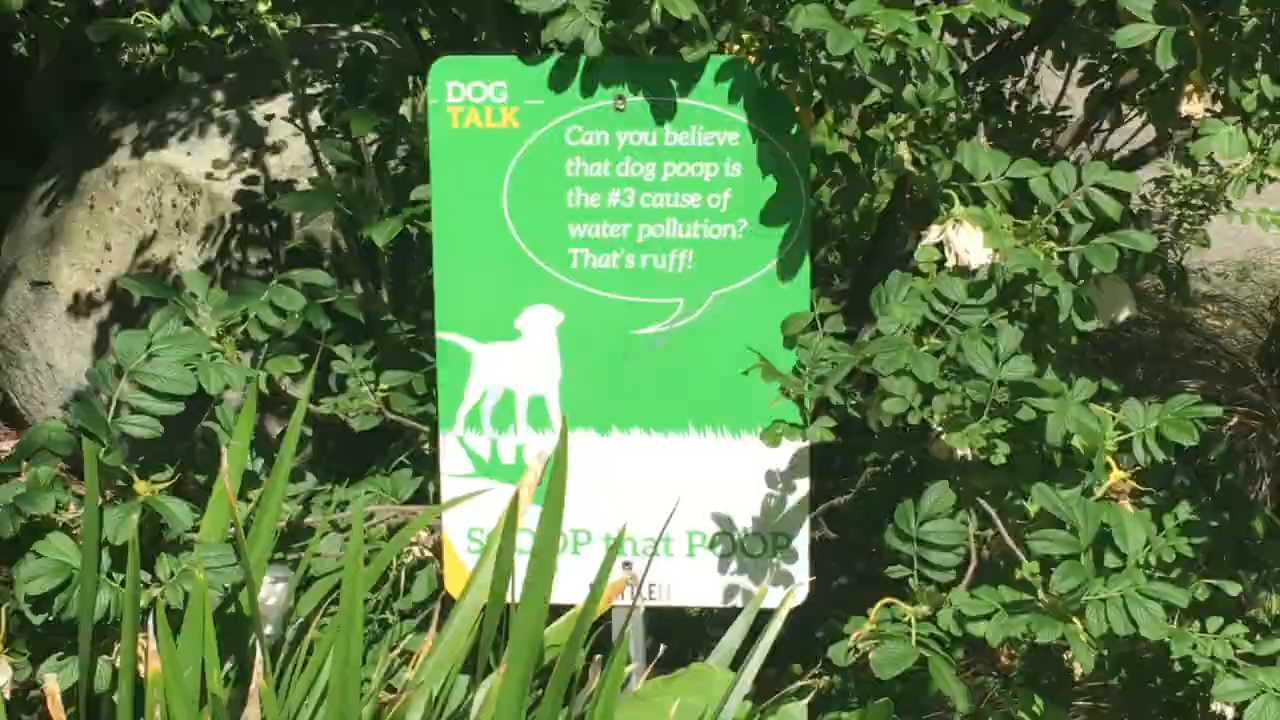 DOG
TALK
Can you believe
that dog poop is
the #3 cause of
water pollution?
That's ruff!
SCOOP that POOP